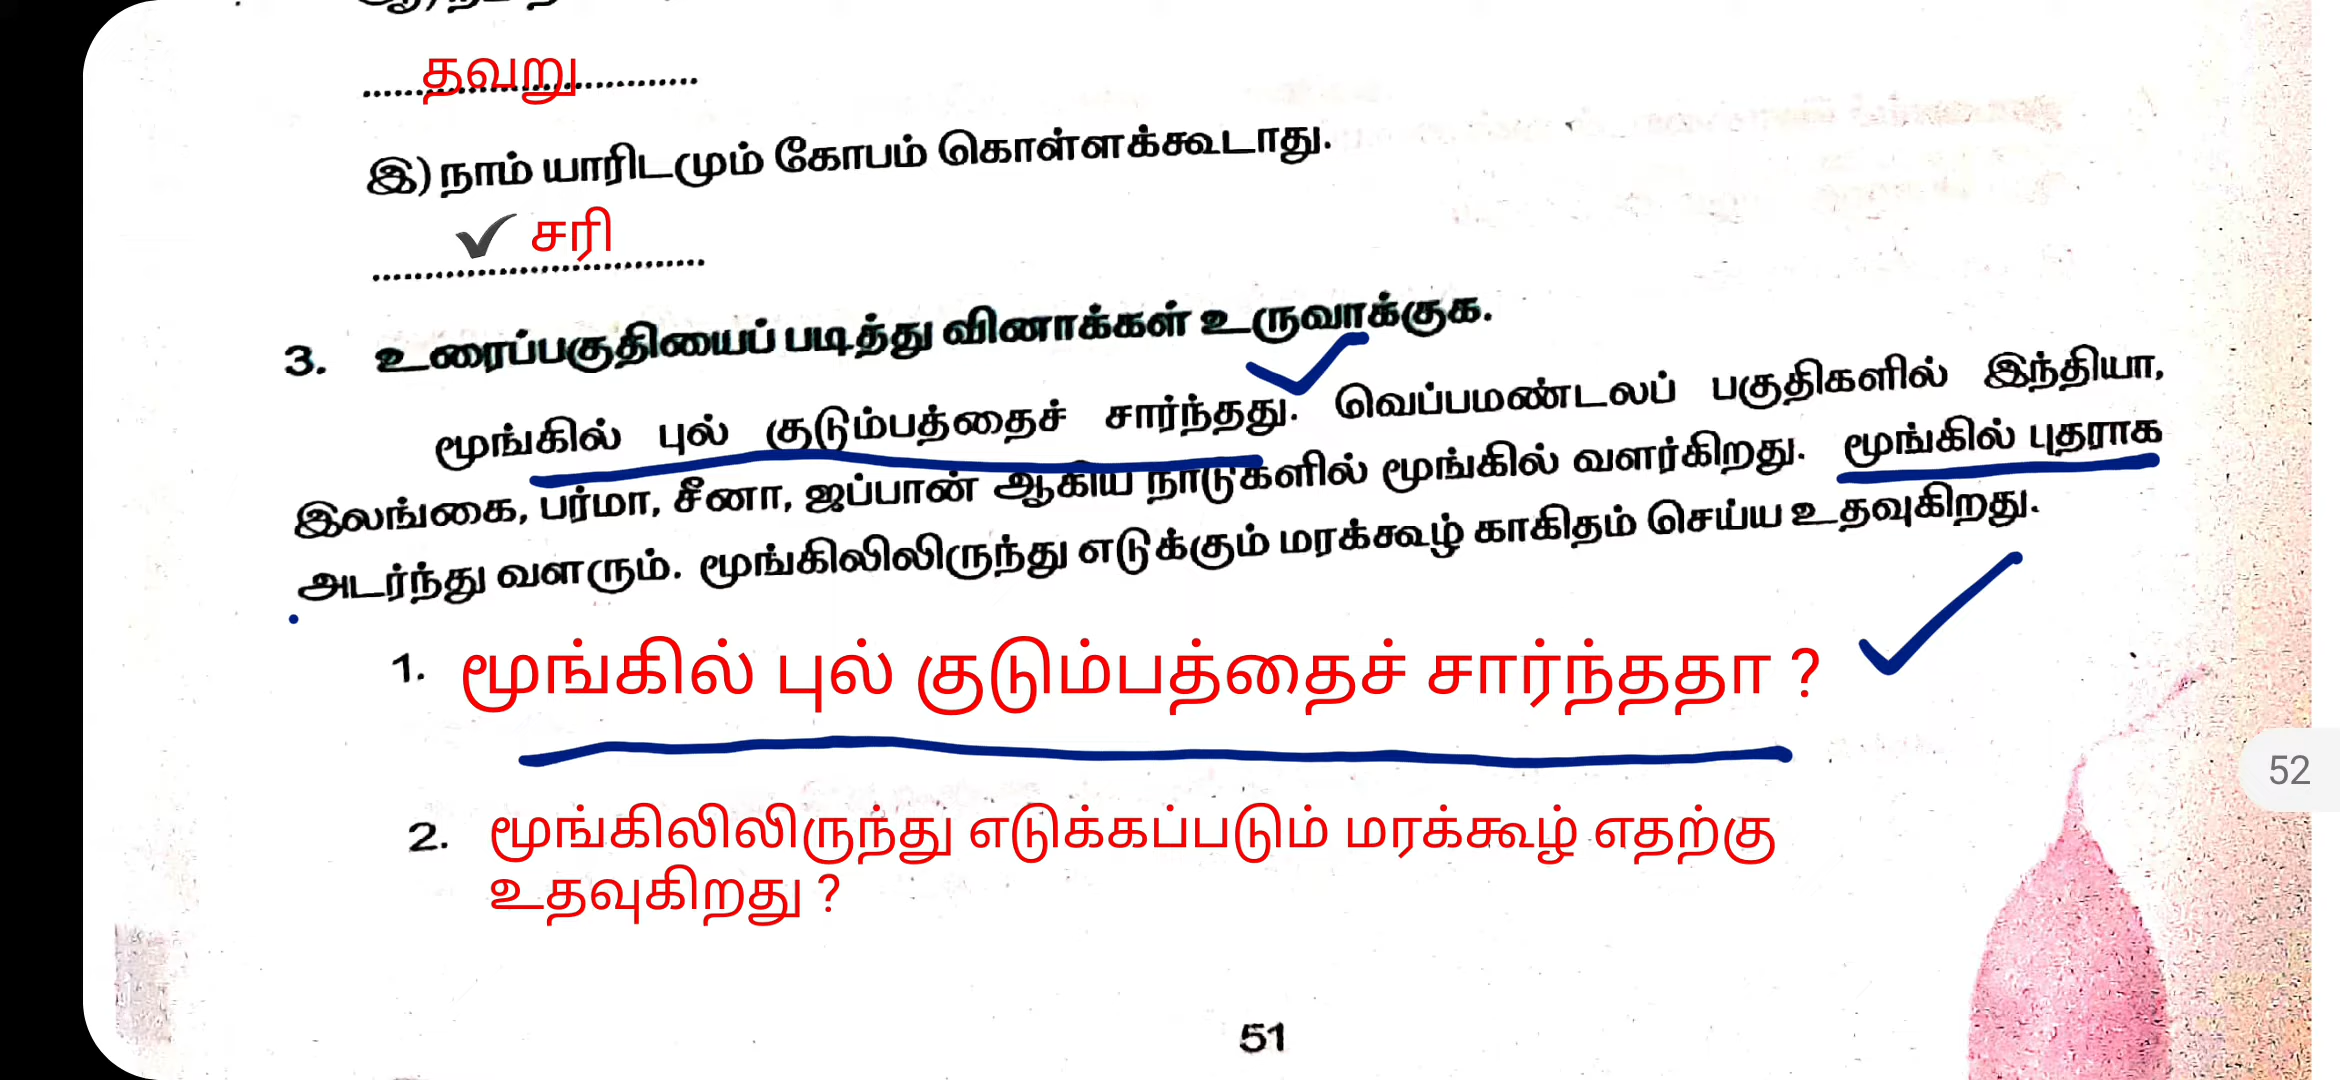 தவறு
இ) நாம் யாரிடமும் கோபம் கொள்ளக்கூடாது.
✔ சரி
3. உரைப்பகுதியைப் படித்து வினாக்கள் உருவாக்குக.
மூங்கில் புல் குடும்பத்தைச் சார்ந்தது. வெப்பமண்டலப் பகுதிகளில் இந்தியா,
இலங்கை, பர்மா, சீனா, ஜப்பான் ஆகிய நாடுகளில் மூங்கில் வளர்கிறது. மூங்கில் புதராக
அடர்ந்து வளரும். மூங்கிலிலிருந்து எடுக்கும் மரக்கூழ் காகிதம் செய்ய உதவுகிறது.
1. மூங்கில் புல் குடும்பத்தைச் சார்ந்ததா ?
2. மூங்கிலிலிருந்து எடுக்கப்படும் மரக்கூழ் எதற்கு
உதவுகிறது ?
52
51